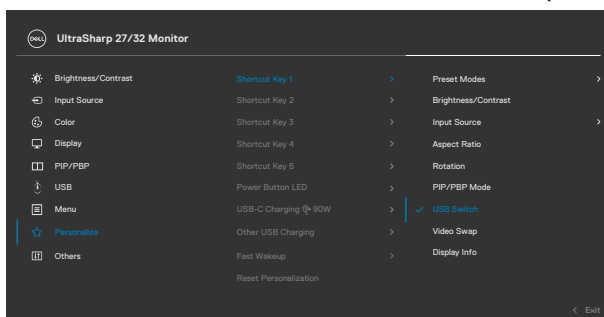 DELL
UltraSharp 27/32 Monitor
Brightness/Contrast
Input Source
Color
Display
PIP/PBP
USB
Menu
Personalize
Others
Shortcut Key 1
Shortcut Key 2
Shortcut Key 3
Shortcut Key 4
Shortcut Key 5
Power Button LED
USB-C Charging 90W
Other USB Charging
Fast Wakeup
Reset Personalization
Preset Modes
Brightness/Contrast
Input Source
Aspect Ratio
Rotation
PIP/PBP Mode
USB Switch
Video Swap
Display Info
Exit